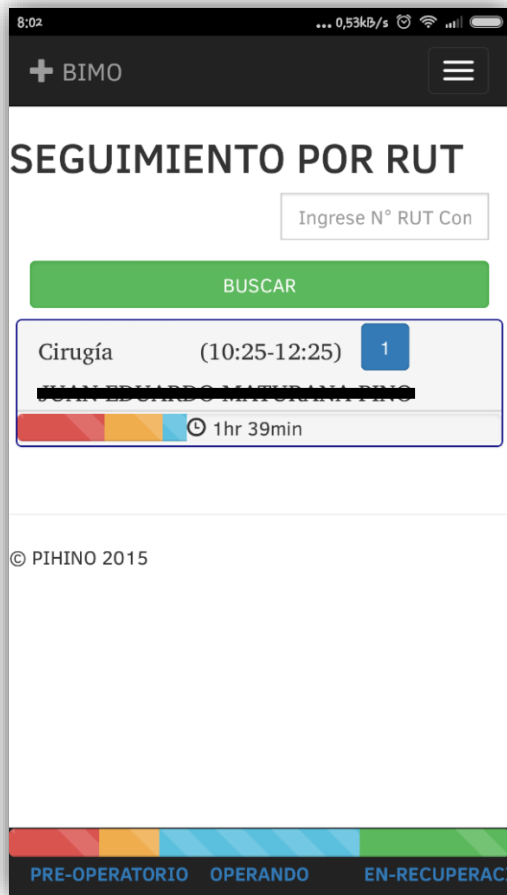 8:02 ... 0,53kB/s
BIMO
SEGUIMIENTO POR RUT
Ingrese N° RUT Con
BUSCAR
Cirugía (10:25-12:25) 1
1hr 39min
© PIHINO 2015
PRE-OPERATORIO OPERANDO EN-RECUPERACI